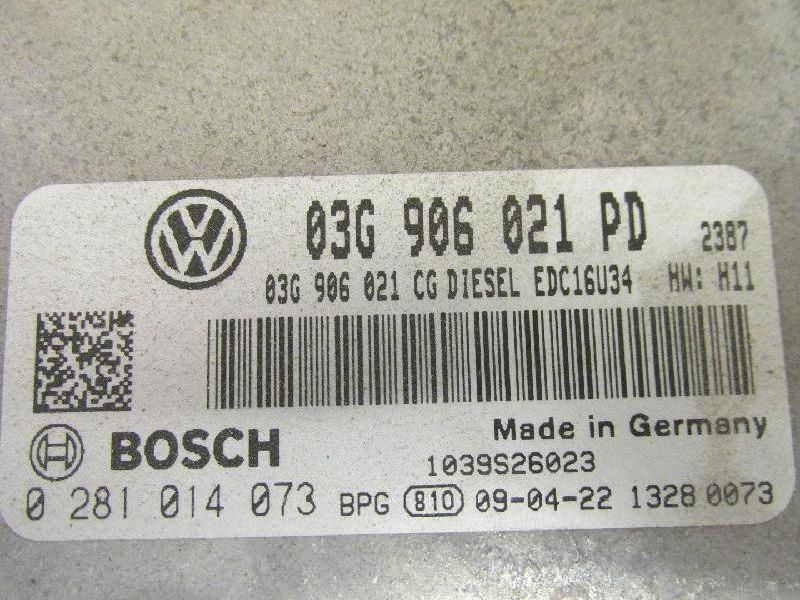 03G 906 021 PD 2387
03G 906 021 CG DIESEL EDC16U34 HW: H11
Made in Germany
BOSCH 1039S26023
0 281 014 073 BPG 810 09-04-22 1328 0073